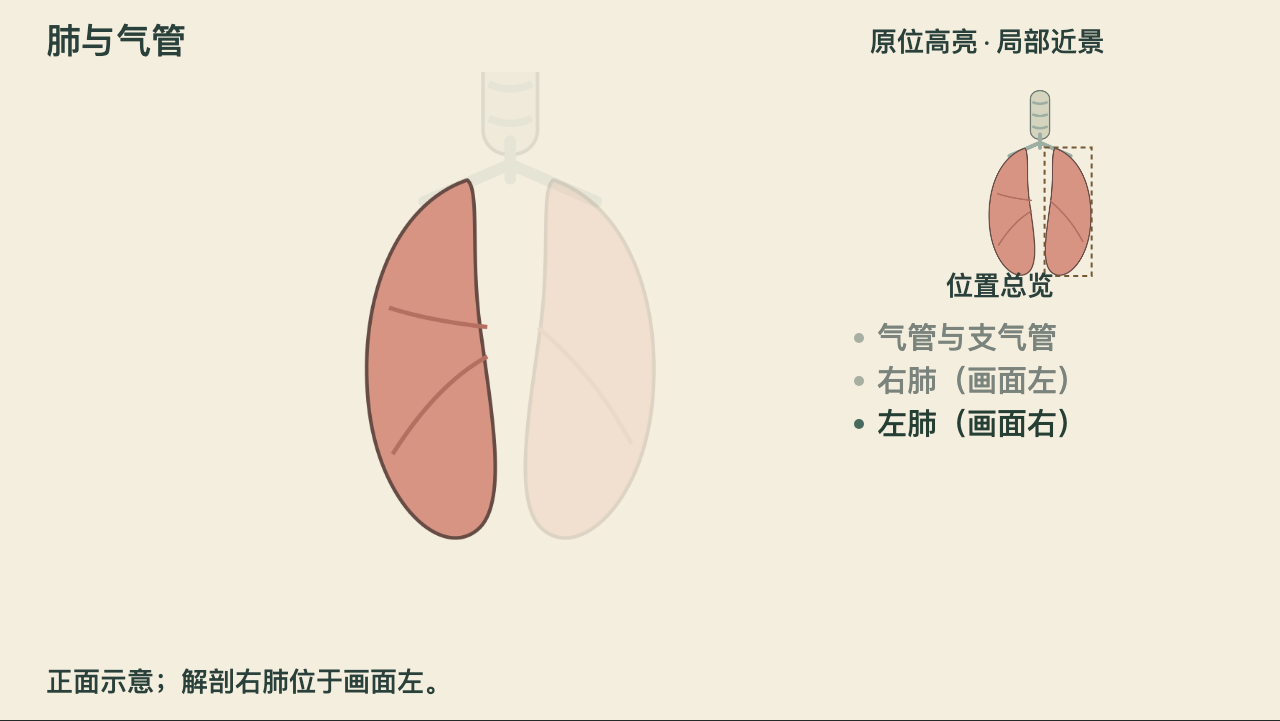 肺与气管
原位高亮 · 局部近景
位置总览
气管与支气管
右肺（画面左）
左肺（画面右）
正面示意；解剖右肺位于画面左。